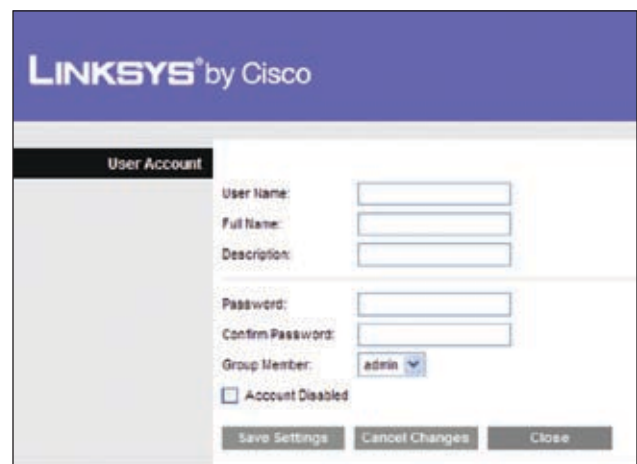 LINKSYS® by Cisco
User Account
User Name:
Full Name:
Description:
Password:
Confirm Password:
Group Member: admin
Account Disabled
Save Settings Cancel Changes Close